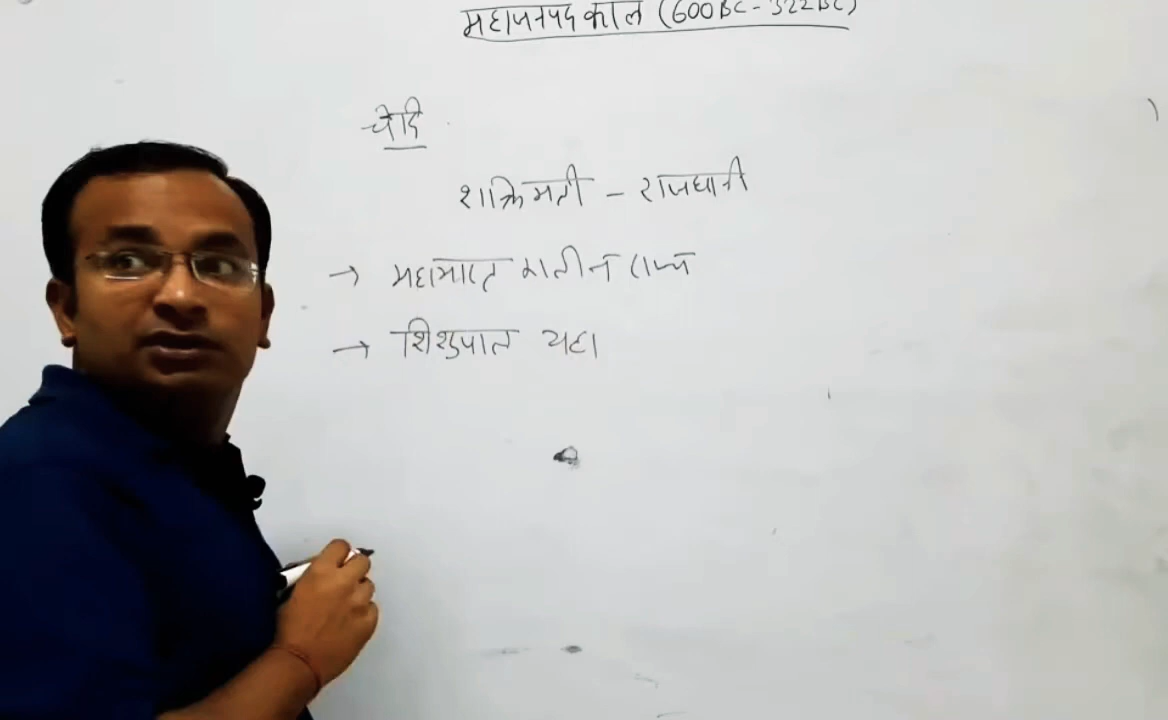 महाजनपद काल (600BC - 322BC)
चेदि
शक्तिमती - राजधानी
→ महाभारत कालीन राज्य
→ शिशुपाल यहा